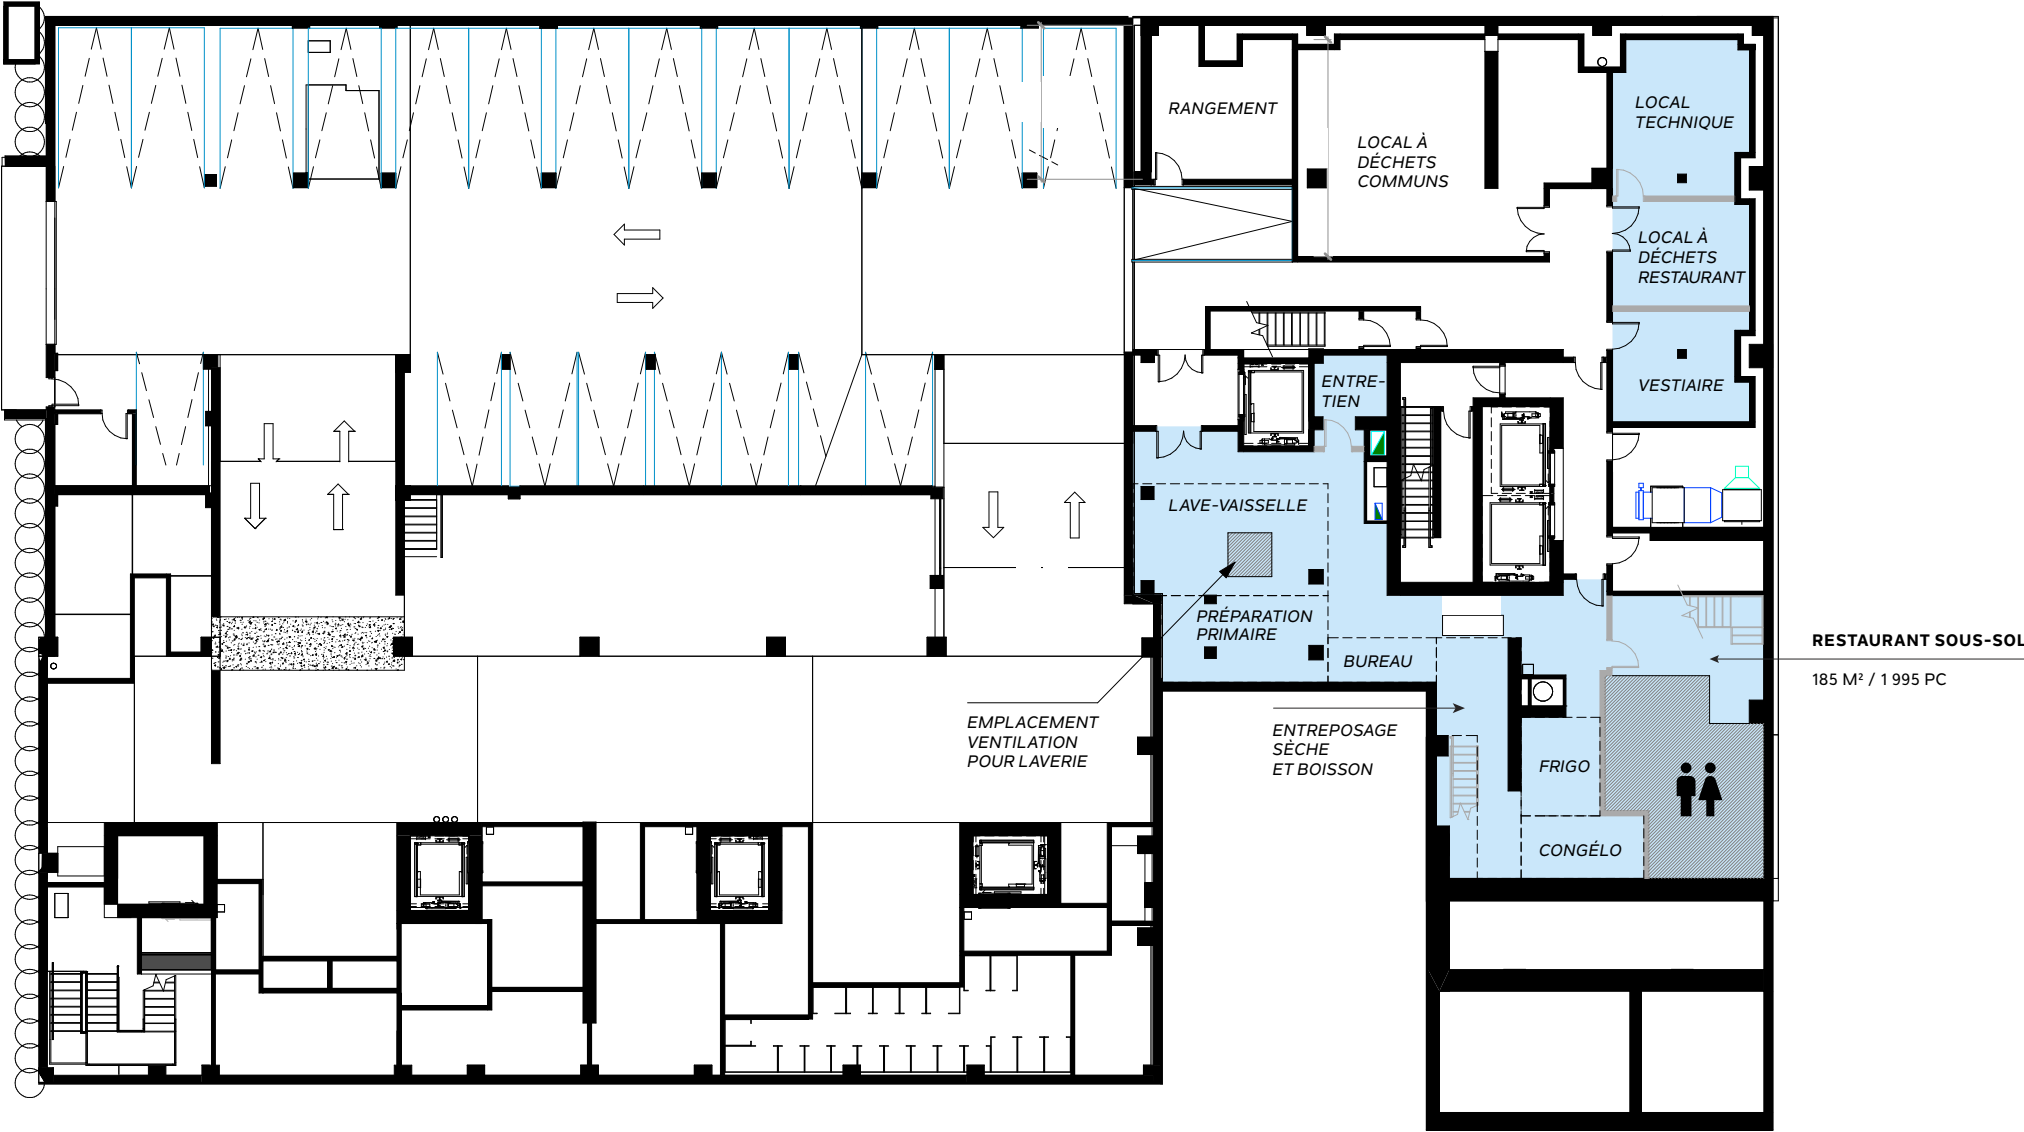 RANGEMENT
LOCAL À
DÉCHETS
COMMUNS
LOCAL
TECHNIQUE
LOCAL À
DÉCHETS
RESTAURANT
VESTIAIRE
ENTRE-
TIEN
LAVE-VAISSELLE
PRÉPARATION
PRIMAIRE
BUREAU
RESTAURANT SOUS-SOL
185 M² / 1 995 PC
EMPLACEMENT
VENTILATION
POUR LAVERIE
ENTREPOSAGE
SÈCHE
ET BOISSON
FRIGO
CONGÉLO